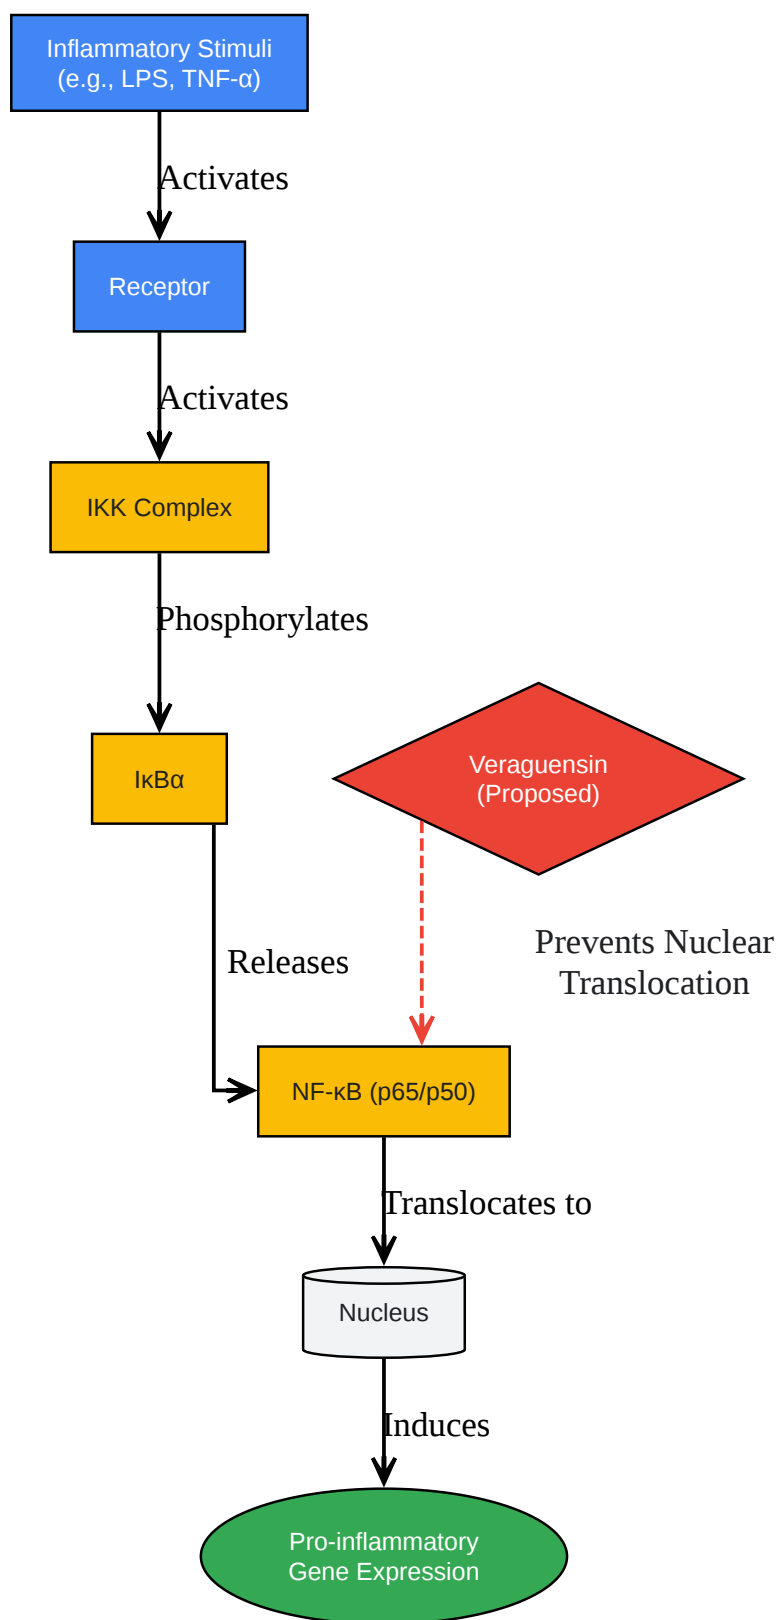 Inflammatory Stimuli
(e.g., LPS, TNF-α)
Activates
Receptor
Activates
IKK Complex
Phosphorylates
IκBα
Veraguensin
(Proposed)
Prevents Nuclear
Translocation
Releases
NF-κB (p65/p50)
Translocates to
Nucleus
Induces
Pro-inflammatory
Gene Expression